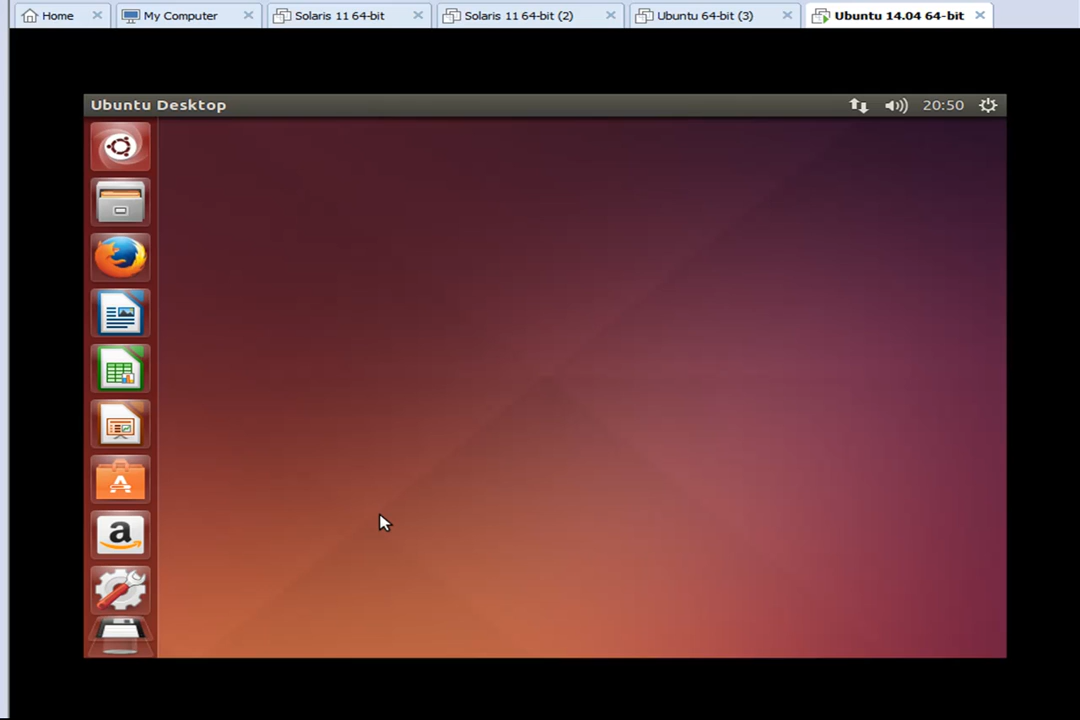 Home
My Computer
Solaris 11 64-bit
Solaris 11 64-bit (2)
Ubuntu 64-bit (3)
Ubuntu 14.04 64-bit
Ubuntu Desktop
20:50